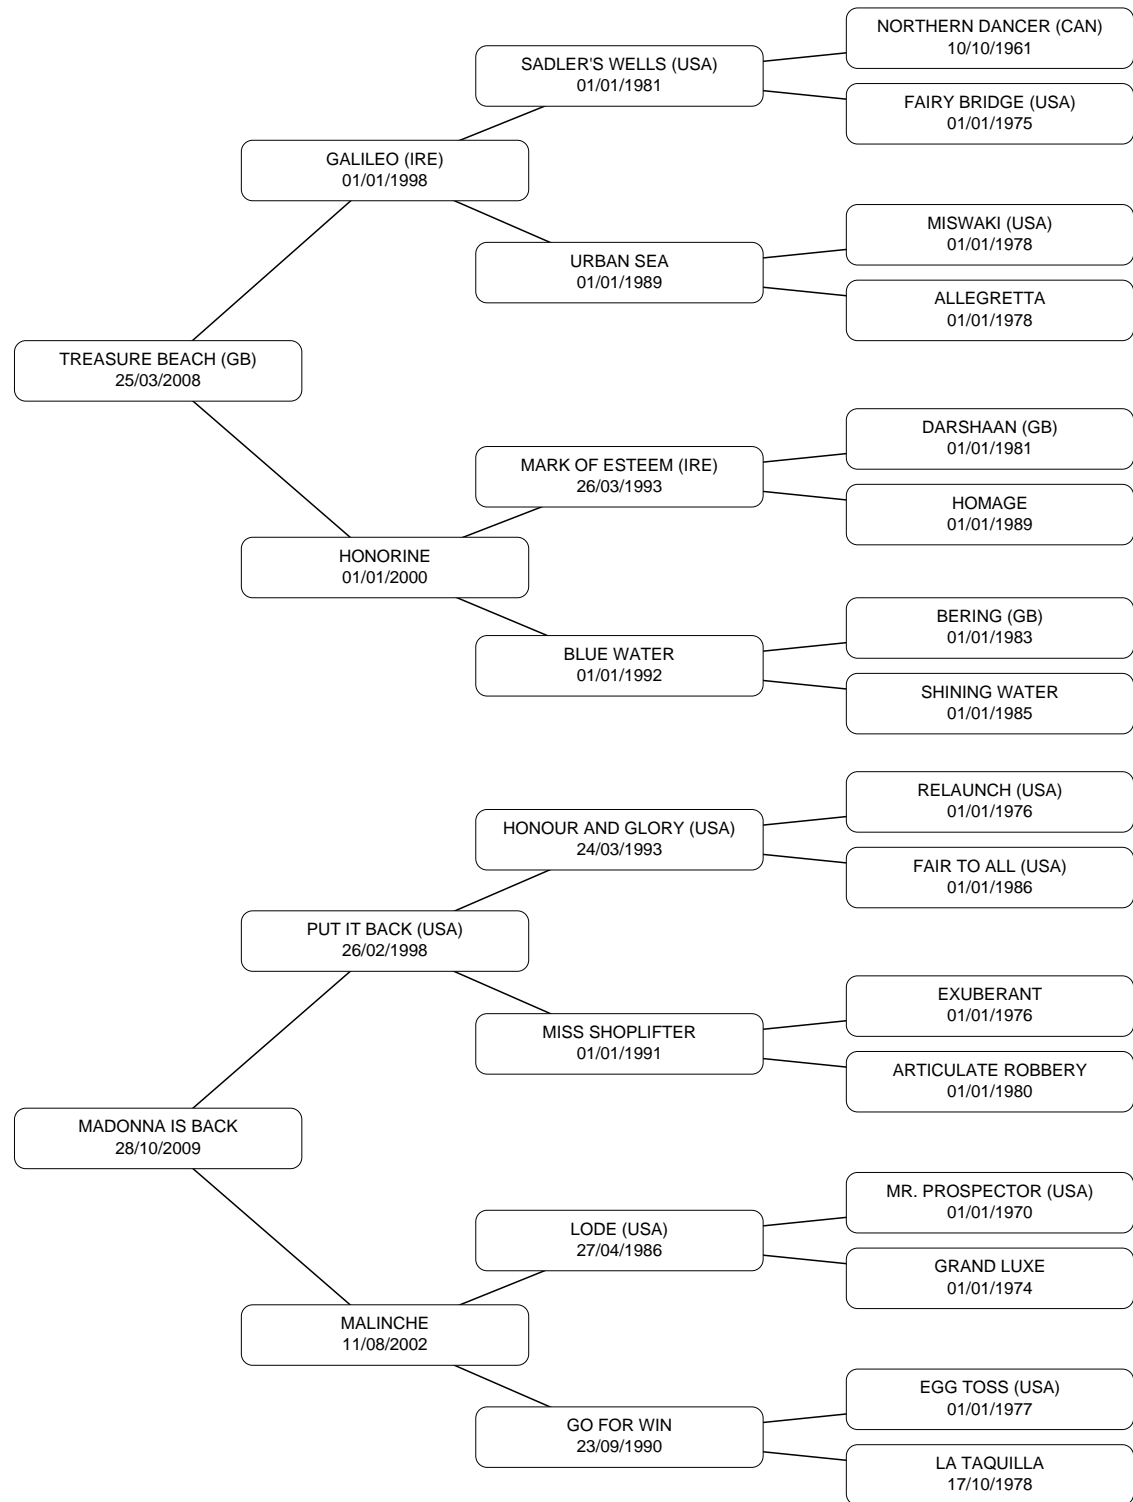 NORTHERN DANCER (CAN)
10/10/1961
SADLER'S WELLS (USA)
01/01/1981
FAIRY BRIDGE (USA)
01/01/1975
GALILEO (IRE)
01/01/1998
MISWAKI (USA)
01/01/1978
URBAN SEA
01/01/1989
ALLEGRETTA
01/01/1978
TREASURE BEACH (GB)
25/03/2008
DARSHAAN (GB)
01/01/1981
MARK OF ESTEEM (IRE)
26/03/1993
HOMAGE
01/01/1989
HONORINE
01/01/2000
BERING (GB)
01/01/1983
BLUE WATER
01/01/1992
SHINING WATER
01/01/1985
RELAUNCH (USA)
01/01/1976
HONOUR AND GLORY (USA)
24/03/1993
FAIR TO ALL (USA)
01/01/1986
PUT IT BACK (USA)
26/02/1998
EXUBERANT
01/01/1976
MISS SHOPLIFTER
01/01/1991
ARTICULATE ROBBERY
01/01/1980
MADONNA IS BACK
28/10/2009
MR. PROSPECTOR (USA)
01/01/1970
LODE (USA)
27/04/1986
GRAND LUXE
01/01/1974
MALINCHE
11/08/2002
EGG TOSS (USA)
01/01/1977
GO FOR WIN
23/09/1990
LA TAQUILLA
17/10/1978